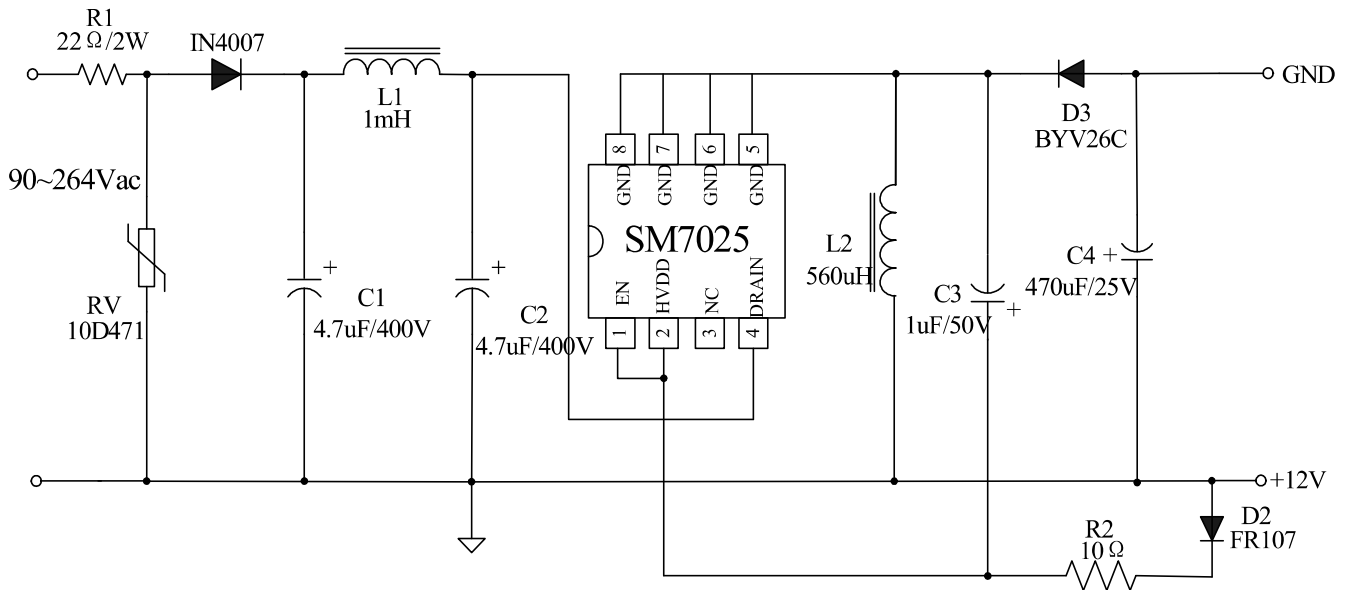 R1
22Ω/2W
IN4007
L1
1mH
90~264Vac
RV
10D471
C1
4.7uF/400V
C2
4.7uF/400V
8
7
6
5
GND
GND
GND
GND
SM7025
EN
HVDD
NC
DRAIN
1
2
3
4
L2
560uH
C3
1uF/50V
+
+
+
C4 +
470uF/25V
D3
BYV26C
GND
+12V
D2
FR107
R2
10Ω